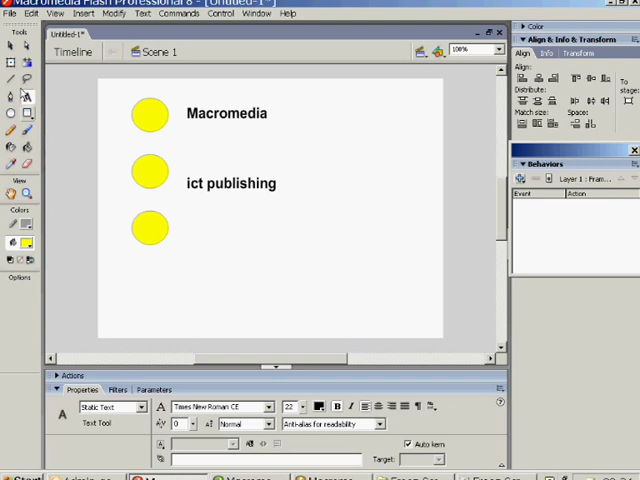 Macromedia Flash Professional 8 - [Untitled-1*]
File Edit View Insert Modify Text Commands Control Window Help
Tools
View
Colors
Options
Untitled-1*
Timeline
Scene 1
100%
Macromedia
ict publishing
Color
Align & Info & Transform
Align Info Transform
Align:
Distribute:
To stage:
Match size: Space:
Behaviors
Layer 1 : Fram...
Event Action
Actions
Properties Filters Parameters
A Static Text A Times New Roman CE 22 B I
Text Tool
A/V 0 Normal Anti-alias for readability
Auto kern
Target:
Start